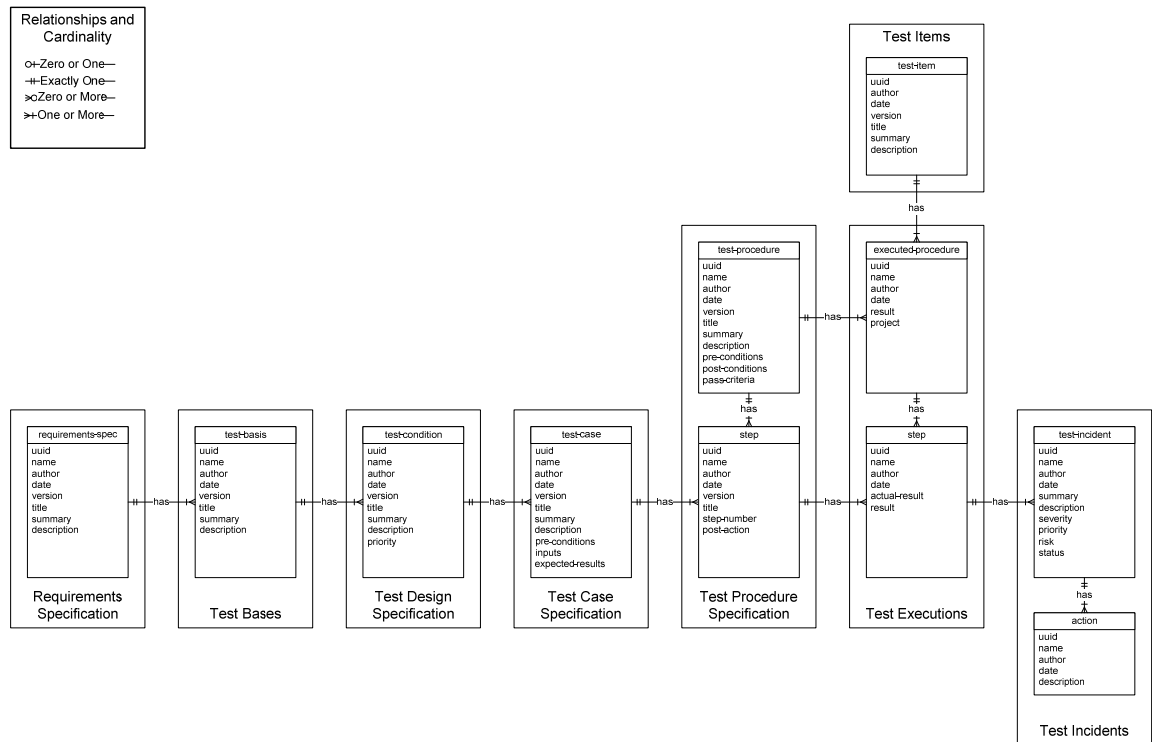 Relationships and
Cardinality
Zero or One
Exactly One
Zero or More
One or More
Test Items
test-item
uuid
author
date
version
title
summary
description
has
test-procedure
uuid
name
author
date
version
title
summary
description
pre-conditions
post-conditions
pass-criteria
has
executed-procedure
uuid
name
author
date
result
project
has
has
requirements-spec
uuid
name
author
date
version
title
summary
description
Requirements
Specification
has
test-basis
uuid
name
author
date
version
title
summary
description
Test Bases
has
test-condition
uuid
name
author
date
version
title
summary
description
priority
Test Design
Specification
has
test-case
uuid
name
author
date
version
title
summary
description
pre-conditions
inputs
expected-results
Test Case
Specification
has
step
uuid
name
author
date
version
title
step-number
post-action
Test Procedure
Specification
has
step
uuid
name
author
date
actual-result
result
Test Executions
has
test-incident
uuid
name
author
date
summary
description
severity
priority
risk
status
has
action
uuid
name
author
date
description
Test Incidents